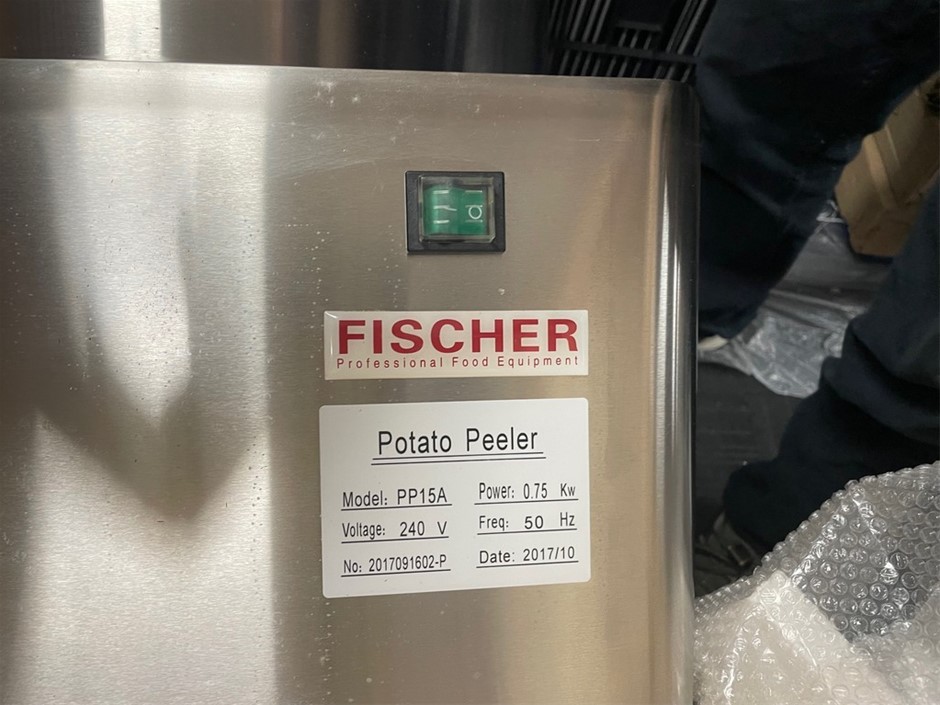 FISCHER
Professional Food Equipment
Potato Peeler
Model: PP15A Power: 0.75 Kw
Voltage: 240 V Freq: 50 Hz
No: 2017091602-P Date: 2017/10